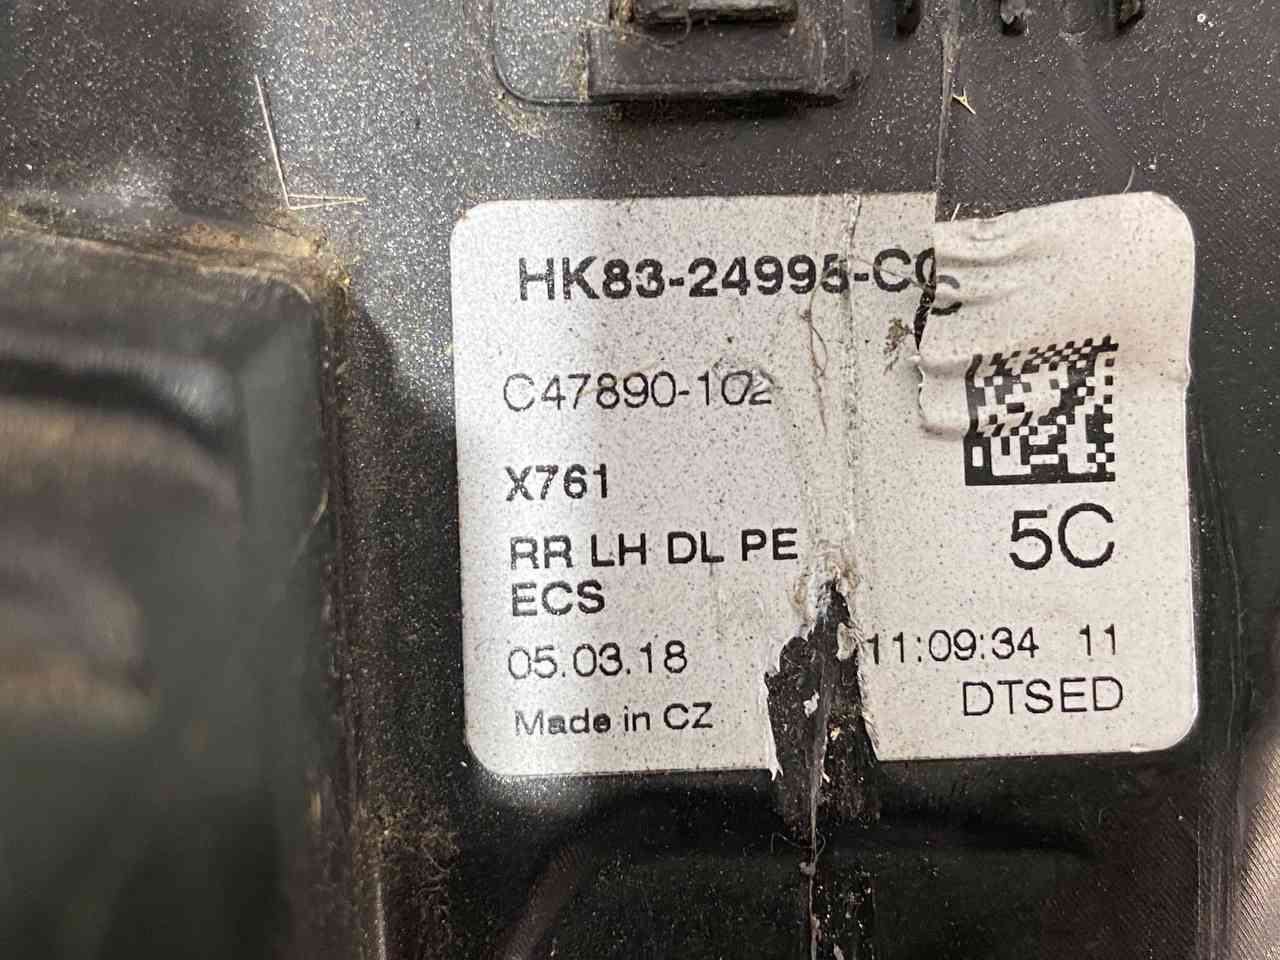 HK83-24995-CC
C47890-102
X761
5C
RR LH DL PE
ECS
05.03.18 11:09:34 11
Made in CZ DTSED